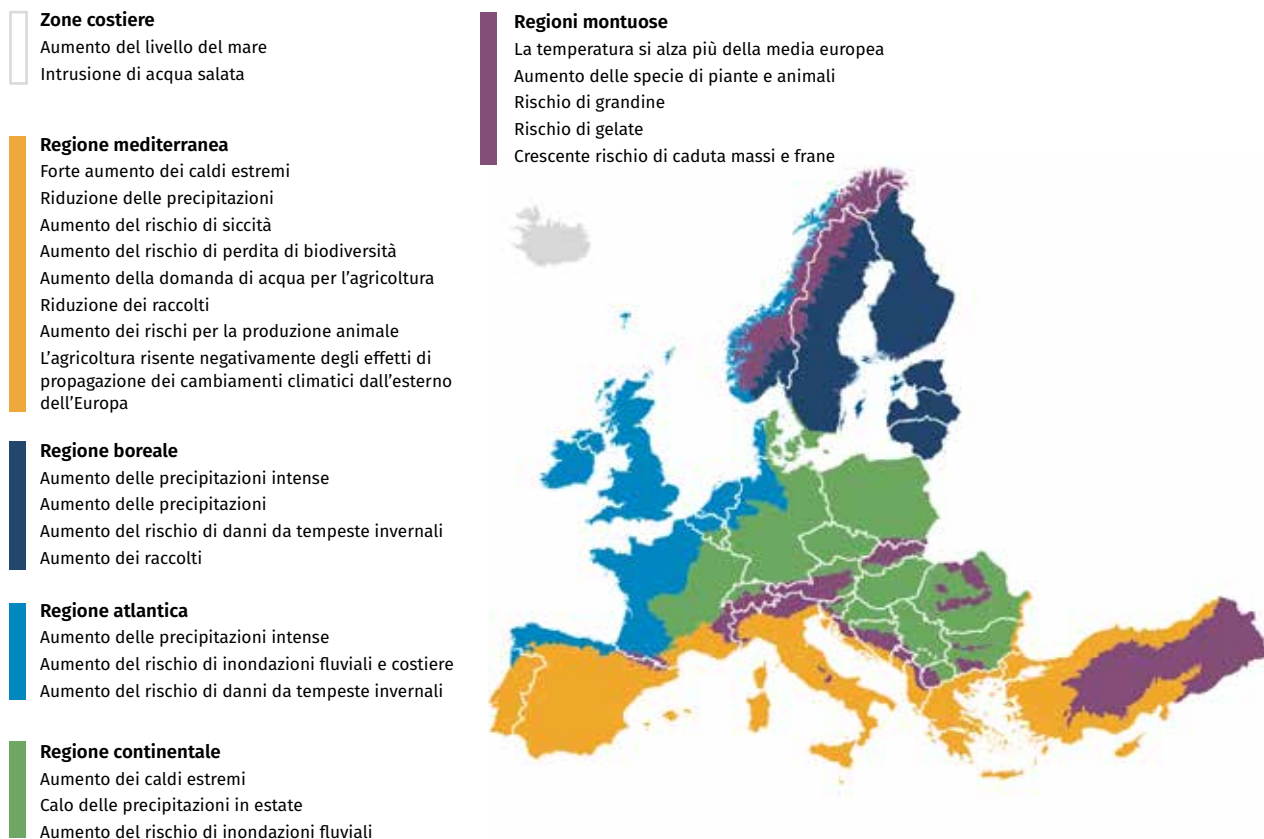 Zone costiere
Aumento del livello del mare
Intrusione di acqua salata
Regione mediterranea
Forte aumento dei caldi estremi
Riduzione delle precipitazioni
Aumento del rischio di siccità
Aumento del rischio di perdita di biodiversità
Aumento della domanda di acqua per l’agricoltura
Riduzione dei raccolti
Aumento dei rischi per la produzione animale
L’agricoltura risente negativamente degli effetti di
propagazione dei cambiamenti climatici dall’esterno
dell’Europa
Regione boreale
Aumento delle precipitazioni intense
Aumento delle precipitazioni
Aumento del rischio di danni da tempeste invernali
Aumento dei raccolti
Regione atlantica
Aumento delle precipitazioni intense
Aumento del rischio di inondazioni fluviali e costiere
Aumento del rischio di danni da tempeste invernali
Regione continentale
Aumento dei caldi estremi
Calo delle precipitazioni in estate
Aumento del rischio di inondazioni fluviali
Regioni montuose
La temperatura si alza più della media europea
Aumento delle specie di piante e animali
Rischio di grandine
Rischio di gelate
Crescente rischio di caduta massi e frane